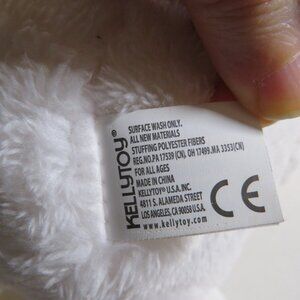 KELLYTOY®
SURFACE WASH ONLY.
ALL NEW MATERIALS
STUFFING POLYESTER FIBERS
REG.NO.PA 17539 (CN). OH 17499.MA 3353(CN)
FOR ALL AGES
MADE IN CHINA
KELLYTOY® U.S.A. INC.
4811 S. ALAMEDA STREET
LOS ANGELES, CA 90058 U.S.A.
www.kellytoy.com
CE